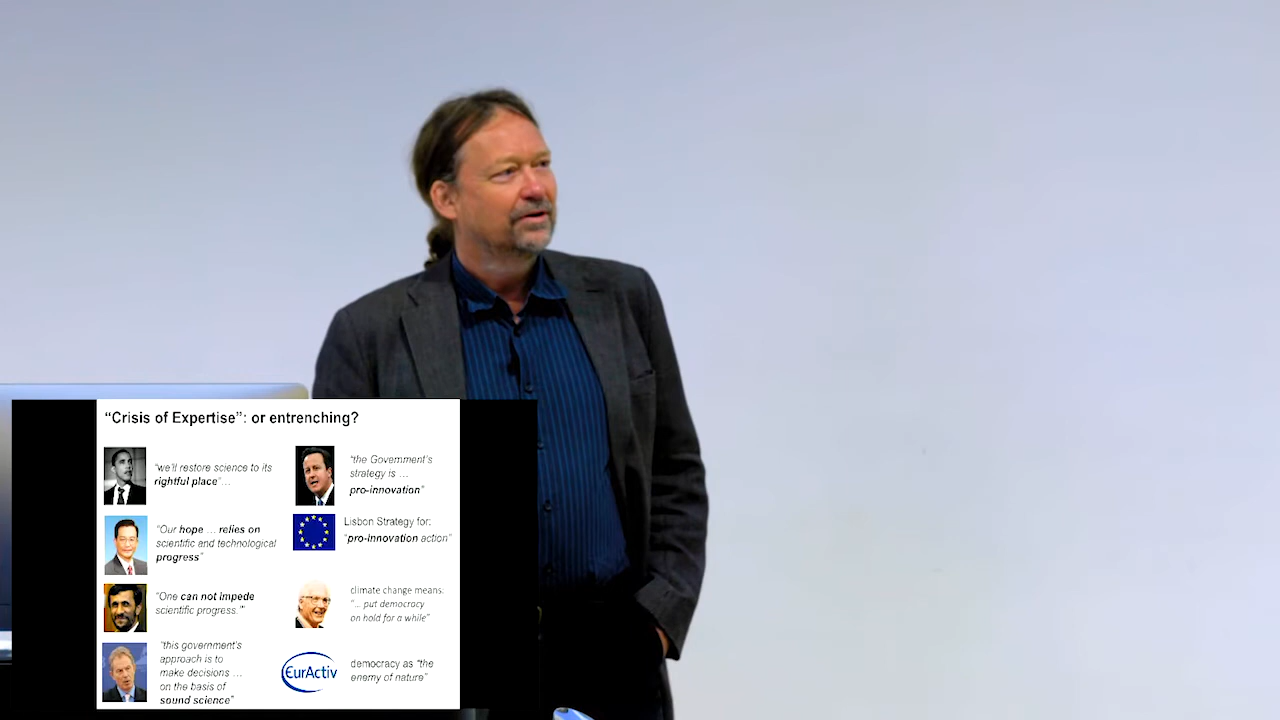 “Crisis of Expertise”: or entrenching?
“we’ll restore science to its
rightful place”…
“Our hope … relies on
scientific and technological
progress”
“One can not impede
scientific progress.””
“this government’s
approach is to
make decisions …
on the basis of
sound science”
“the Government’s
strategy is …
pro-innovation”
Lisbon Strategy for:
“pro-innovation action”
climate change means:
“... put democracy
on hold for a while”
€urActiv
democracy as “the
enemy of nature”